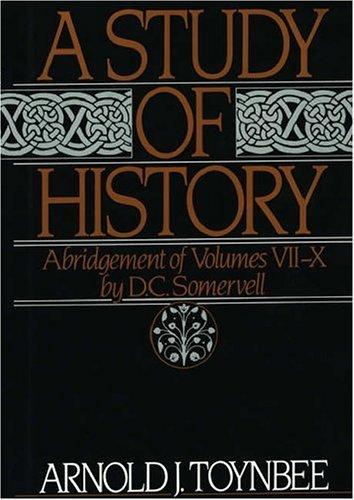 A STUDY
OF
HISTORY
Abridgement of Volumes VII–X
by D.C. Somervell
ARNOLD J. TOYNBEE